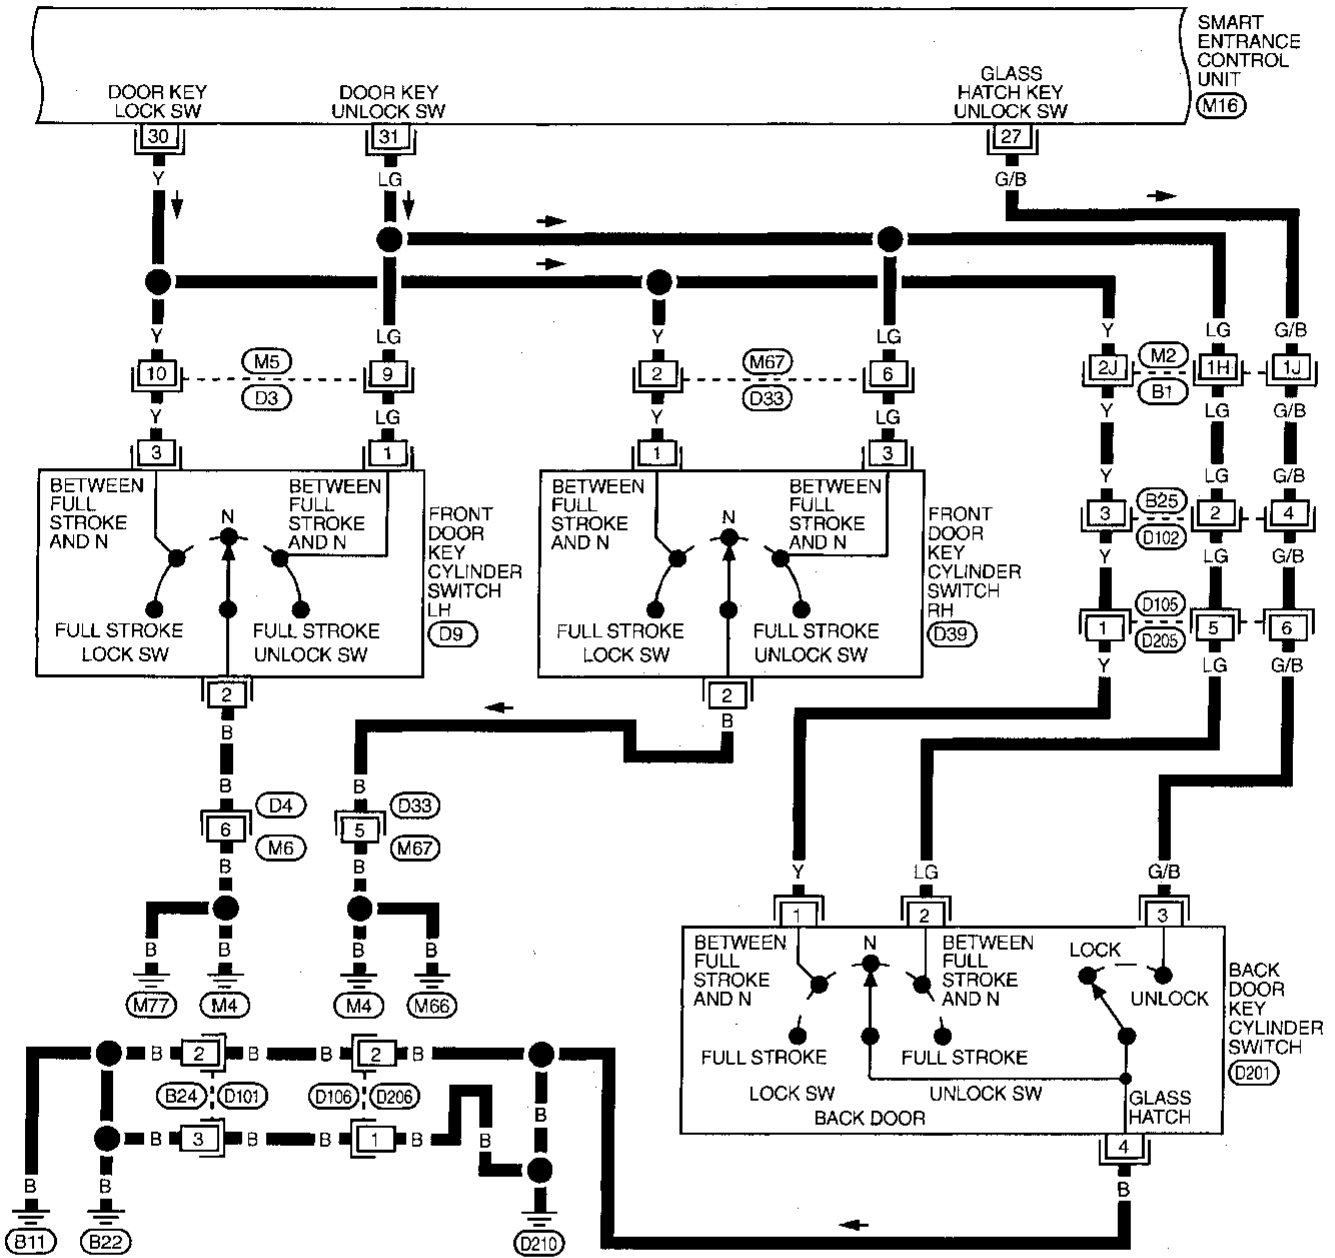 SMART
ENTRANCE
CONTROL
UNIT
M16
DOOR KEY
LOCK SW
DOOR KEY
UNLOCK SW
GLASS
HATCH KEY
UNLOCK SW
30
31
27
Y
LG
G/B
Y
LG
Y
LG
Y
LG
G/B
10
M5
9
D3
2
M67
6
D33
2J
M2
1H
1J
B1
Y
LG
Y
LG
Y
LG
G/B
3
1
1
3
Y
LG
G/B
BETWEEN
FULL
STROKE
AND N
N
BETWEEN
FULL
STROKE
AND N
FULL STROKE
LOCK SW
FULL STROKE
UNLOCK SW
FRONT
DOOR
KEY
CYLINDER
SWITCH
LH
D9
BETWEEN
FULL
STROKE
AND N
N
BETWEEN
FULL
STROKE
AND N
FULL STROKE
LOCK SW
FULL STROKE
UNLOCK SW
FRONT
DOOR
KEY
CYLINDER
SWITCH
RH
D39
3
B25
2
4
D102
Y
LG
G/B
1
D105
5
6
D205
Y
LG
G/B
2
2
B
B
B
B
6
D4
M6
5
D33
M67
B
B
B
B
B
B
M77
M4
M4
M66
Y
LG
G/B
1
2
3
BETWEEN
FULL
STROKE
AND N
N
BETWEEN
FULL
STROKE
AND N
LOCK
UNLOCK
FULL STROKE
LOCK SW
FULL STROKE
UNLOCK SW
BACK DOOR
GLASS
HATCH
BACK
DOOR
KEY
CYLINDER
SWITCH
D201
4
B
B
2
B
B
2
B
B24
D101
D106
D206
B
3
B
B
1
B
B
B
B
B
B
B11
B22
D210